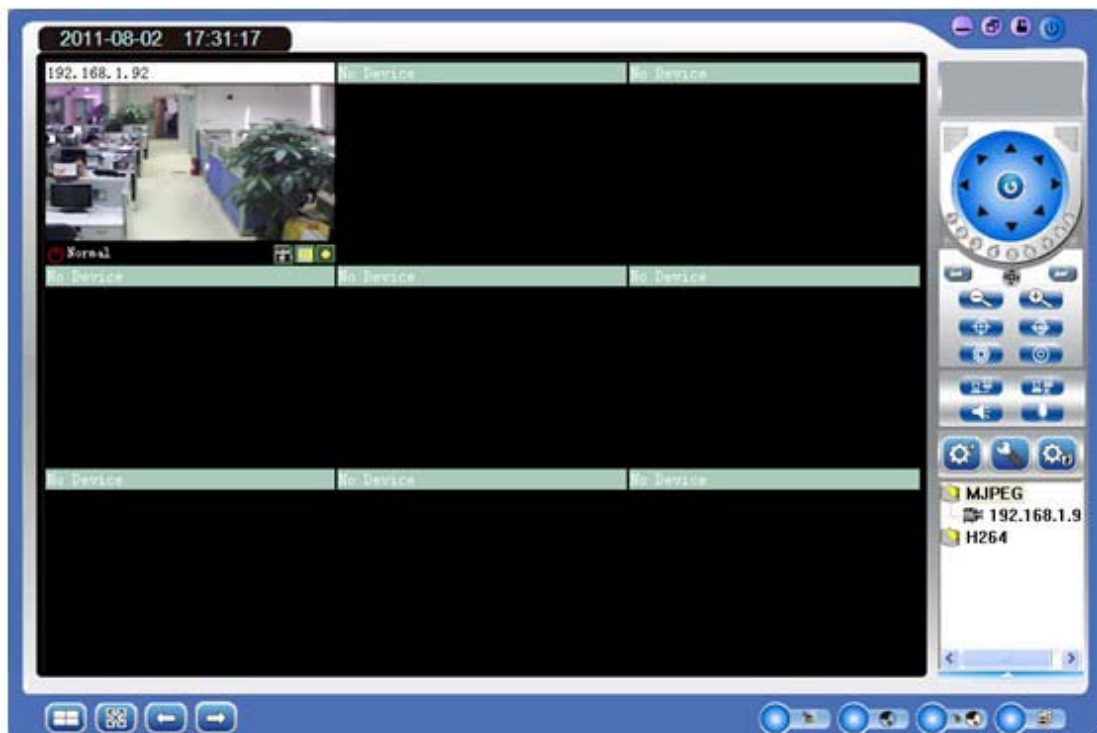 2011-08-02 17:31:17
192.168.1.92
No Device
No Device
Normal
No Device
No Device
No Device
No Device
No Device
No Device
MJPEG
192.168.1.9
H264